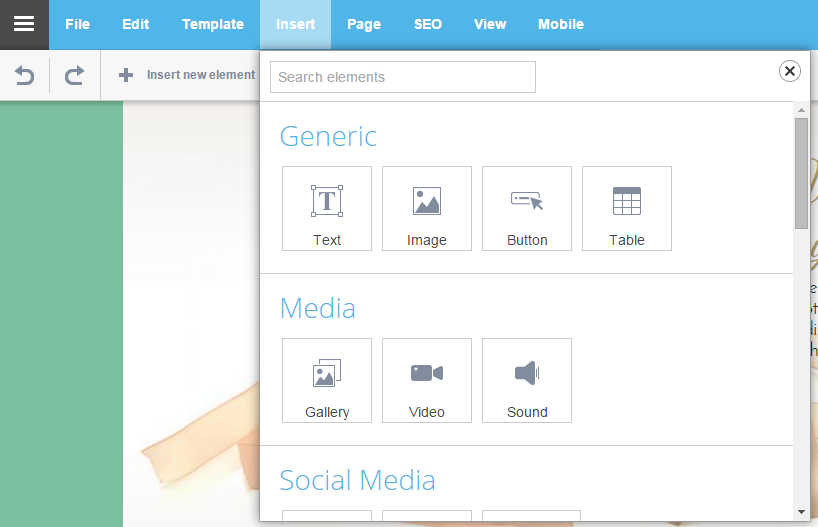 File Edit Template Insert Page SEO View Mobile
Insert new element
Search elements
Generic
Text Image Button Table
Media
Gallery Video Sound
Social Media